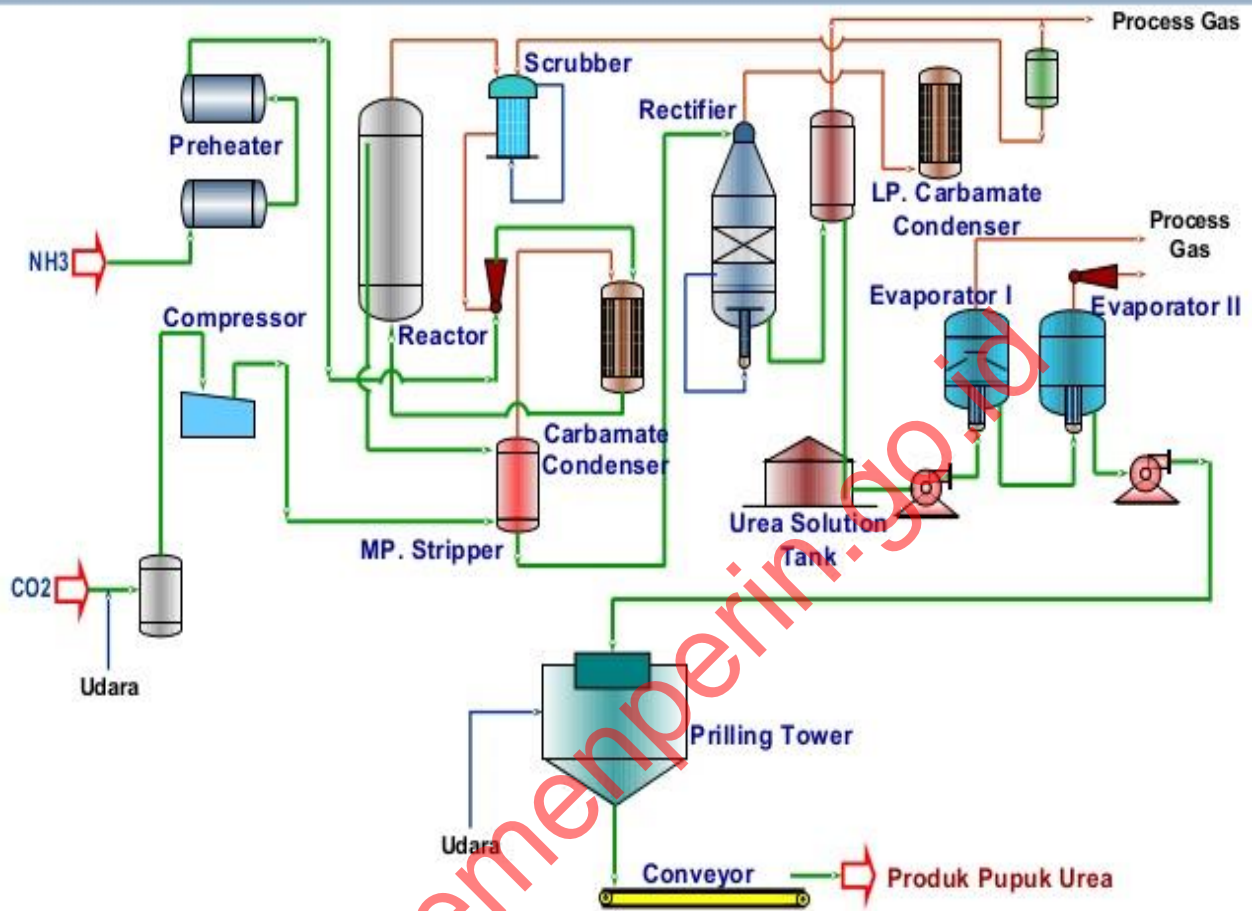 Process Gas
Scrubber
Rectifier
Preheater
LP. Carbamate
Condenser
Process
Gas
NH3
Evaporator I
Evaporator II
Compressor
Reactor
Carbamate
Condenser
Urea Solution
Tank
MP. Stripper
CO2
Udara
Prilling Tower
Udara
Conveyor
Produk Pupuk Urea
emenperin.go.id